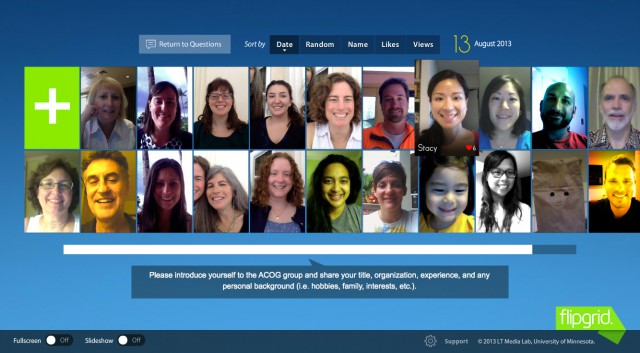 Return to Questions
Sort by Date Random Name Likes Views
13 August 2013
+
Stacy 6
Please introduce yourself to the ACOG group and share your title, organization, experience, and any
personal background (i.e. hobbies, family, interests, etc.).
flipgrid.
Fullscreen Off Slideshow Off Support © 2013 LT Media Lab, University of Minnesota.